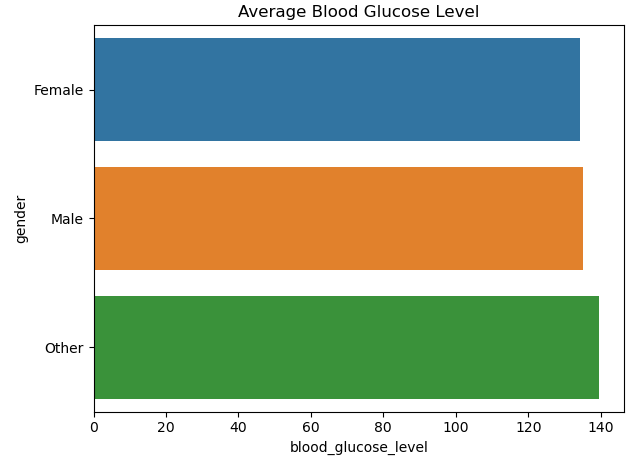 Average Blood Glucose Level
Female
Male
Other
gender
0 20 40 60 80 100 120 140
blood_glucose_level